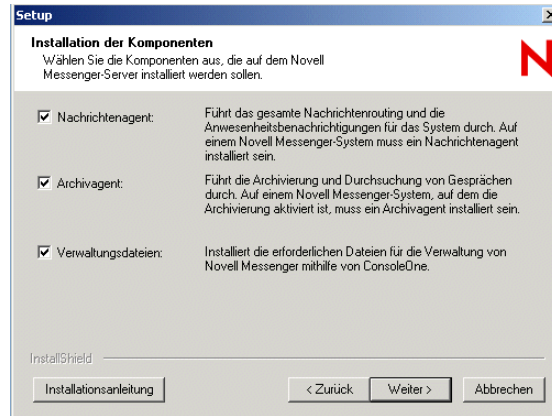 Setup
Installation der Komponenten
Wählen Sie die Komponenten aus, die auf dem Novell
Messenger-Server installiert werden sollen.
N
Nachrichtenagent:
Führt das gesamte Nachrichtenrouting und die
Anwesenheitsbenachrichtigungen für das System durch. Auf
einem Novell Messenger-System muss ein Nachrichtenagent
installiert sein.
Archivagent:
Führt die Archivierung und Durchsuchung von Gesprächen
durch. Auf einem Novell Messenger-System, auf dem die
Archivierung aktiviert ist, muss ein Archivagent installiert sein.
Verwaltungsdateien:
Installiert die erforderlichen Dateien für die Verwaltung von
Novell Messenger mithilfe von ConsoleOne.
InstallShield
Installationsanleitung
< Zurück
Weiter >
Abbrechen